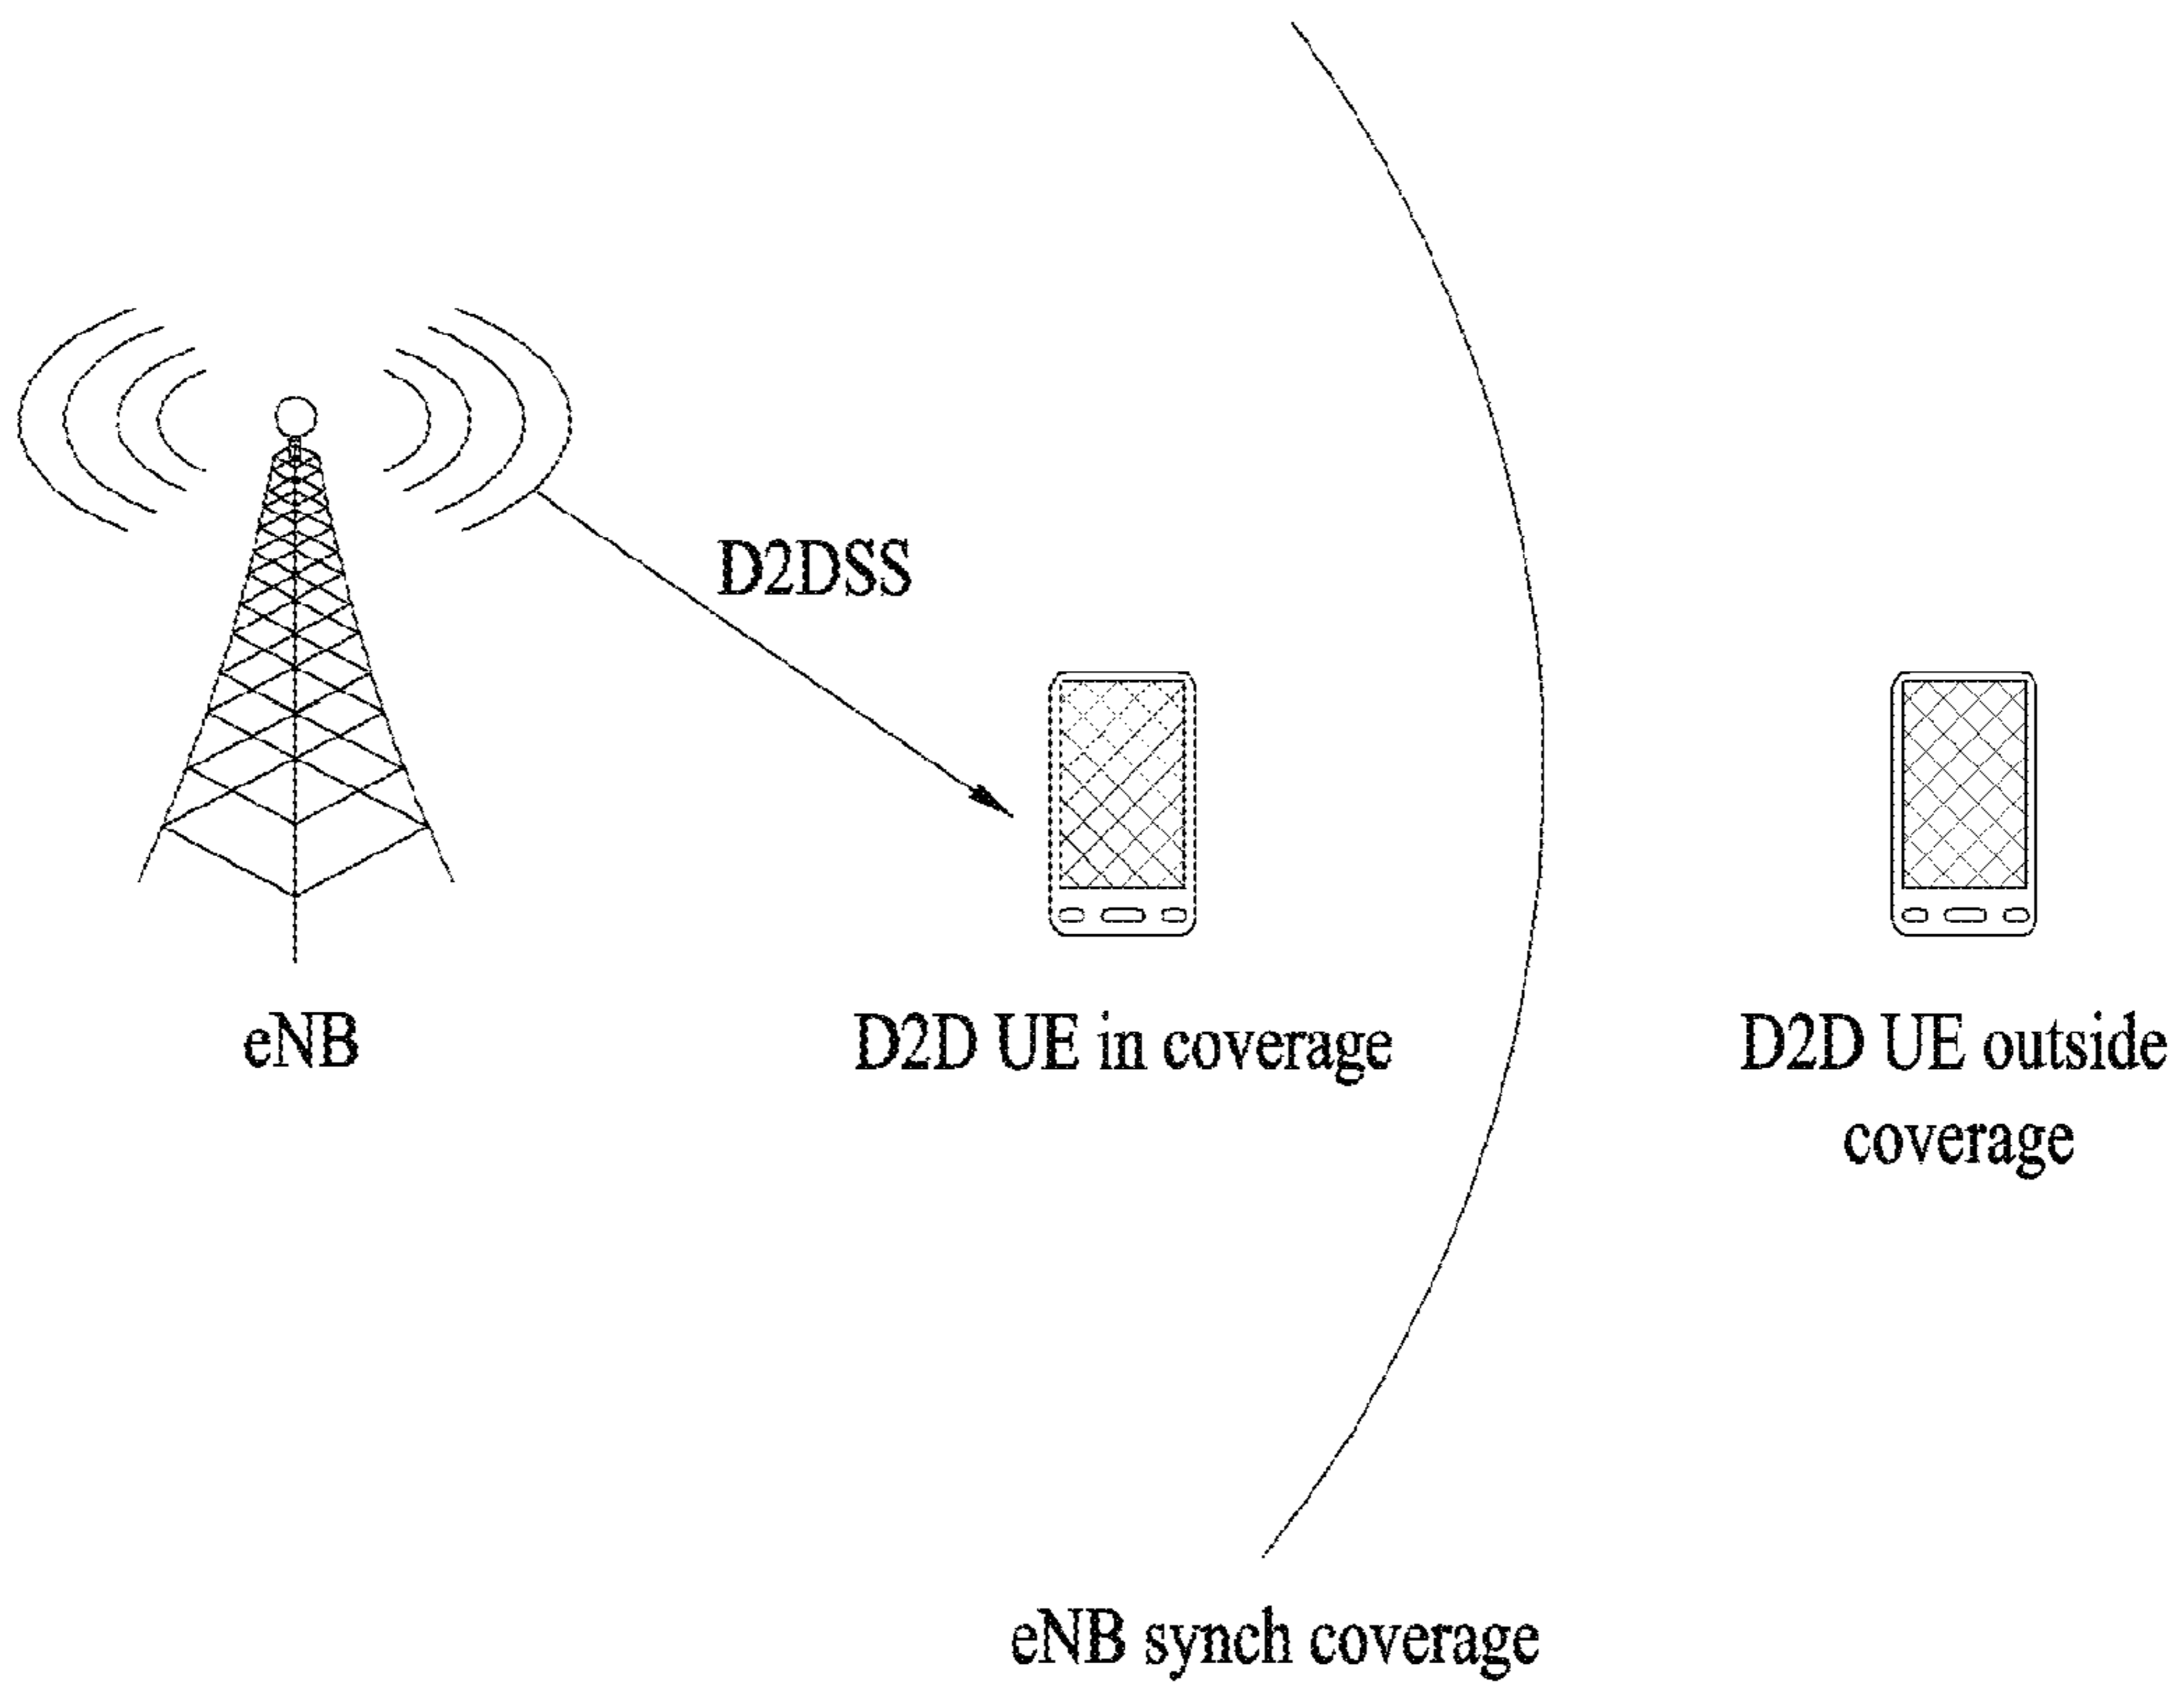 D2DSS
eNB
D2D UE in coverage
D2D UE outside
coverage
eNB synch coverage